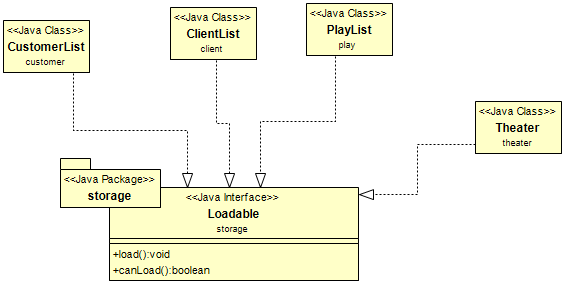 <<Java Class>>
CustomerList
customer
<<Java Class>>
ClientList
client
<<Java Class>>
PlayList
play
<<Java Class>>
Theater
theater
<<Java Package>>
storage
<<Java Interface>>
Loadable
storage
+load():void
+canLoad():boolean